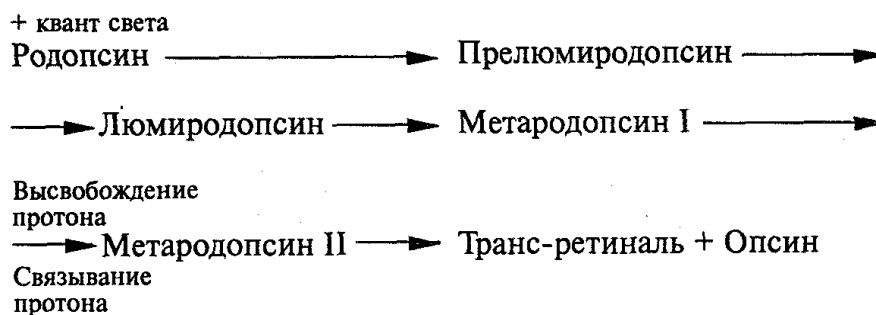 + квант света
Родопсин Прелюмиродопсин
Люмиродопсин Метародопсин I
Высвобождение
протона
Метародопсин II Транс-ретиналь + Опсин
Связывание
протона